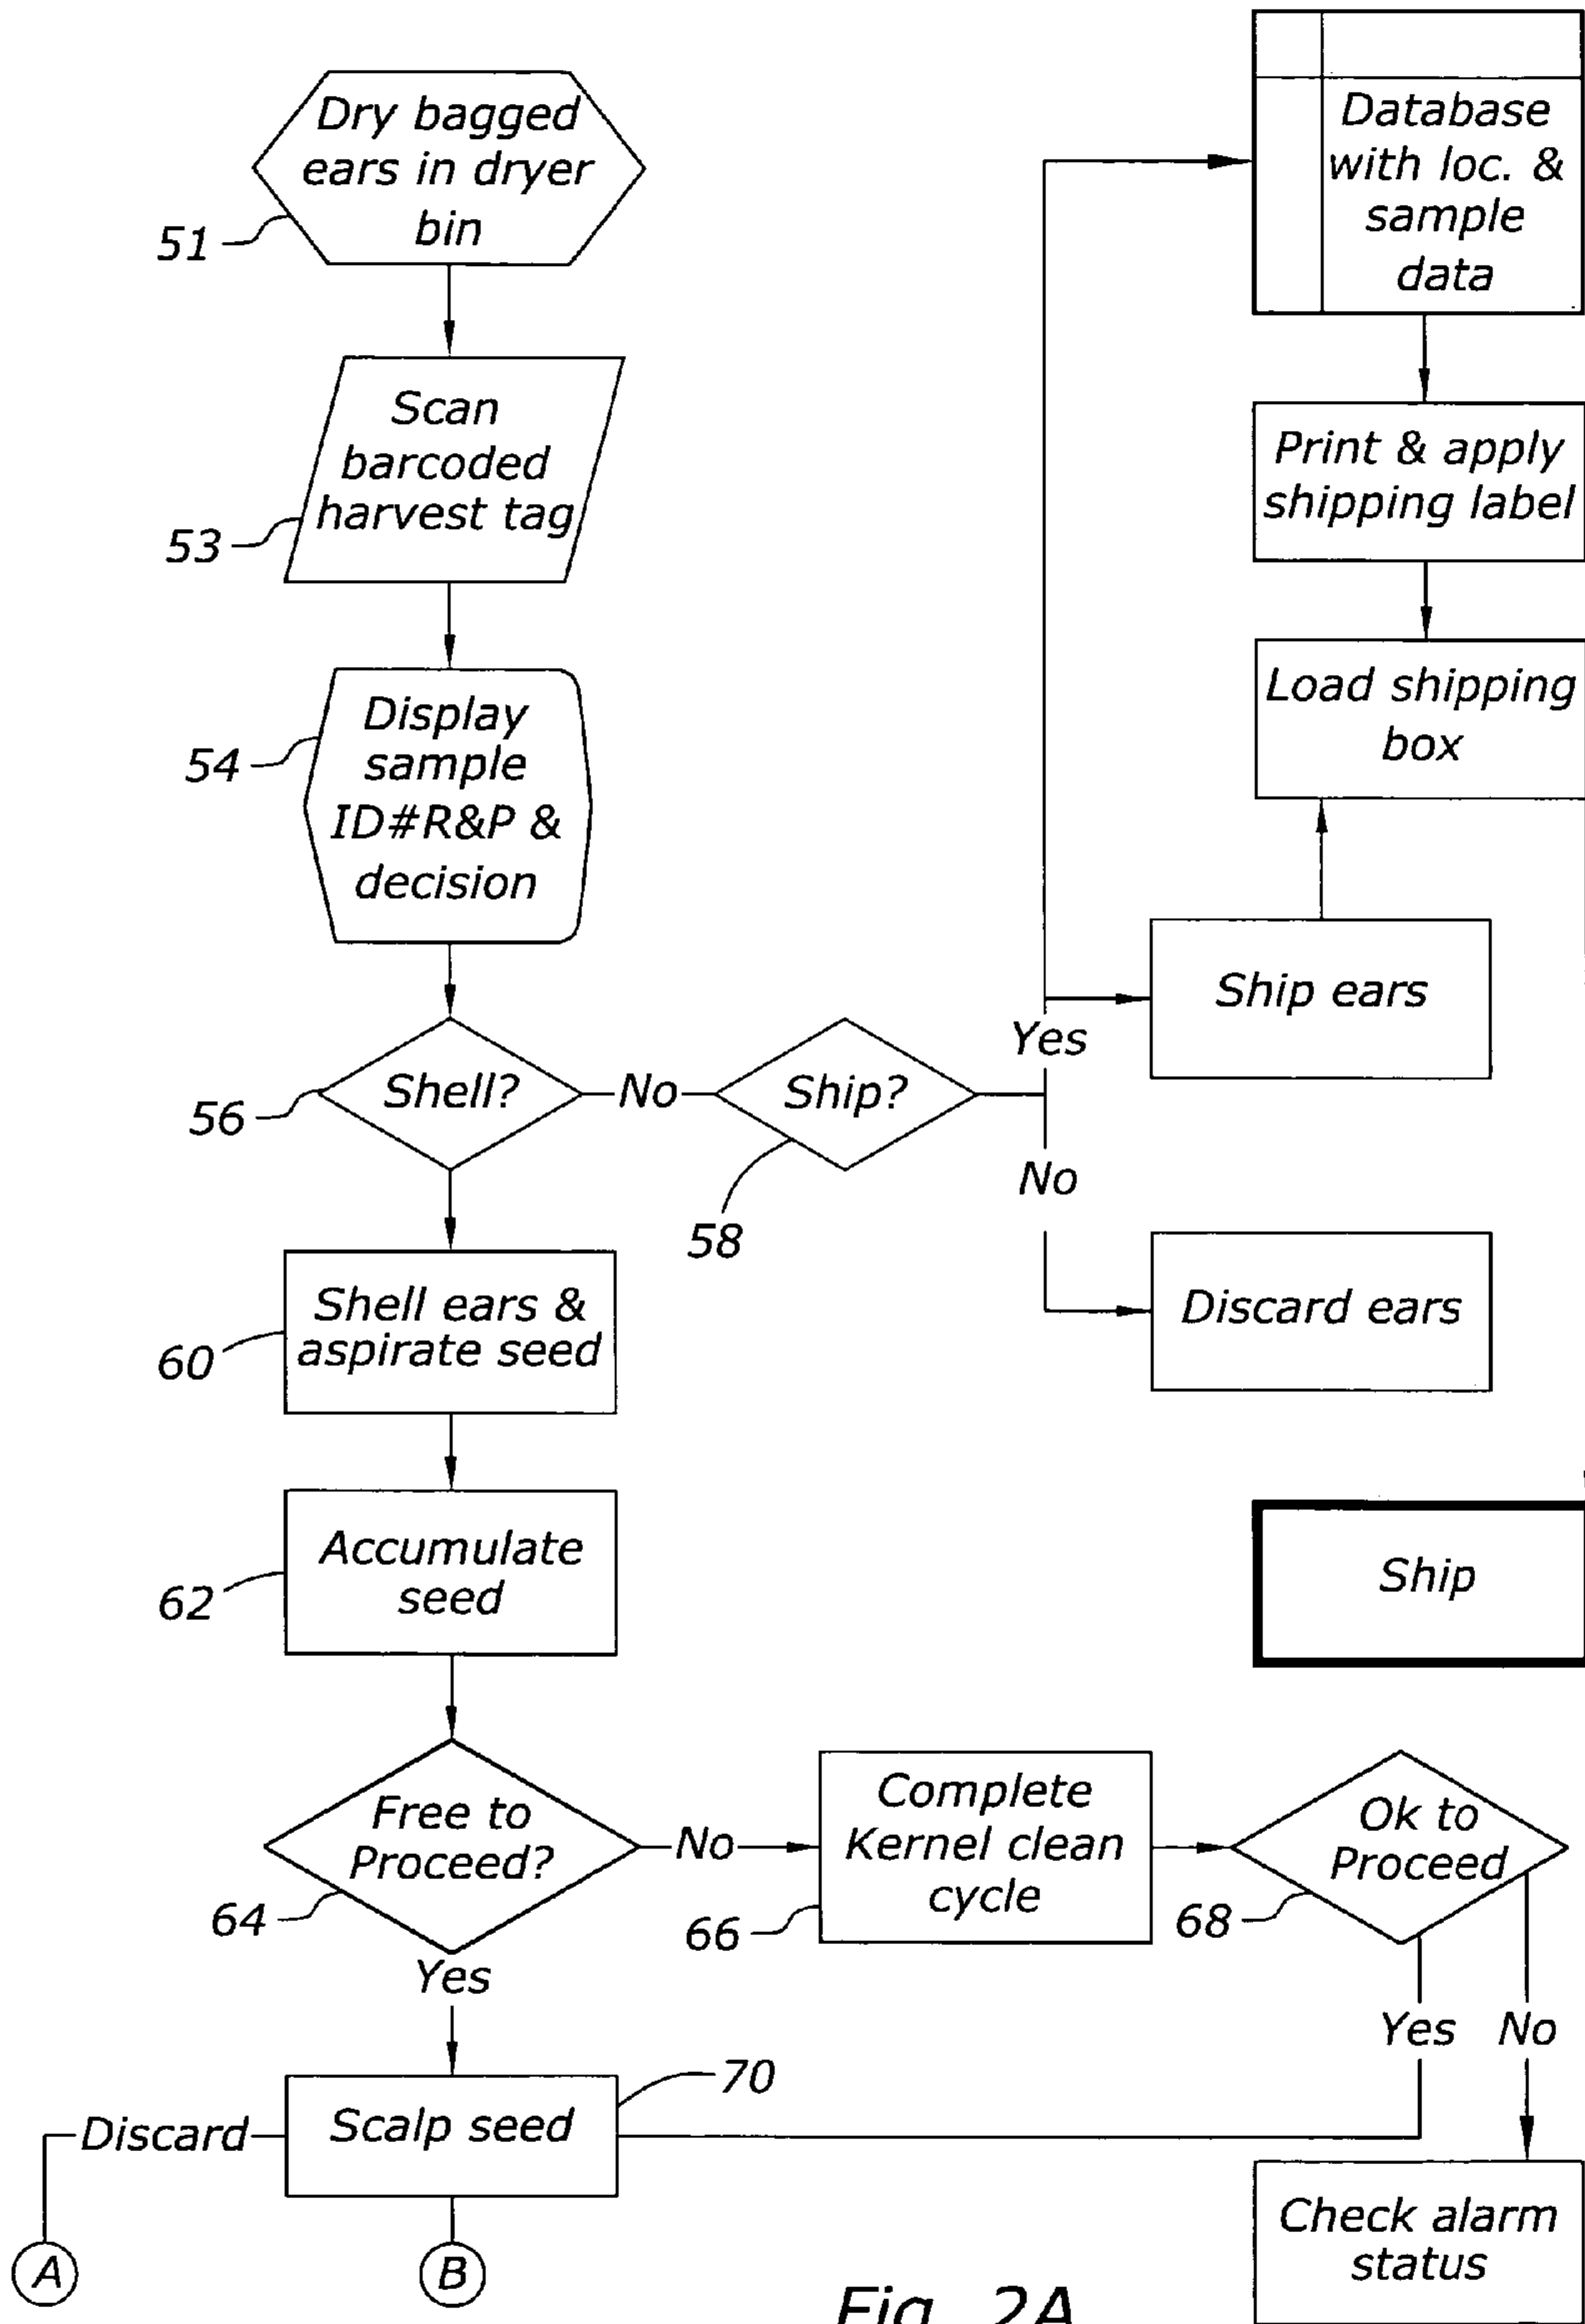 Dry bagged
ears in dryer
bin
51
Scan
barcoded
harvest tag
53
Display
sample
ID#R&P &
decision
54
Shell?
56
No
Ship?
58
Yes
No
Database
with loc. &
sample
data
Print & apply
shipping label
Load shipping
box
Ship ears
Discard ears
Shell ears &
aspirate seed
60
Accumulate
seed
62
Ship
Free to
Proceed?
64
No
Complete
Kernel clean
cycle
66
Ok to
Proceed
68
Yes
Yes
No
Scalp seed
70
Discard
Check alarm
status
A
B
Fig. 2A